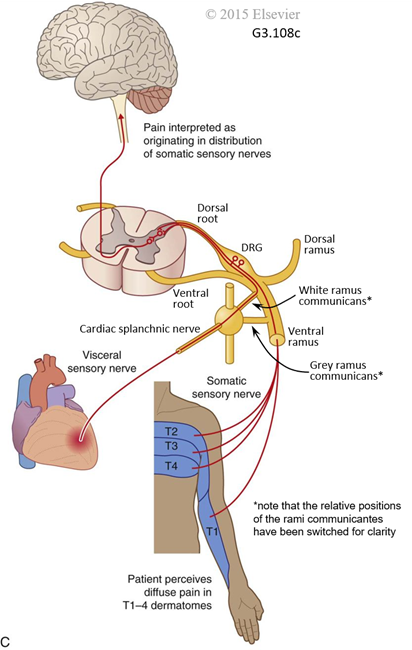 © 2015 Elsevier
G3.108c
Pain interpreted as
originating in distribution
of somatic sensory nerves
Dorsal
root
DRG
Dorsal
ramus
Ventral
root
White ramus
communicans*
Cardiac splanchnic nerve
Ventral
ramus
Visceral
sensory nerve
Grey ramus
communicans*
Somatic
sensory nerve
T2
T3
T4
T1
*note that the relative positions
of the rami communicantes
have been switched for clarity
Patient perceives
diffuse pain in
T1–4 dermatomes
C